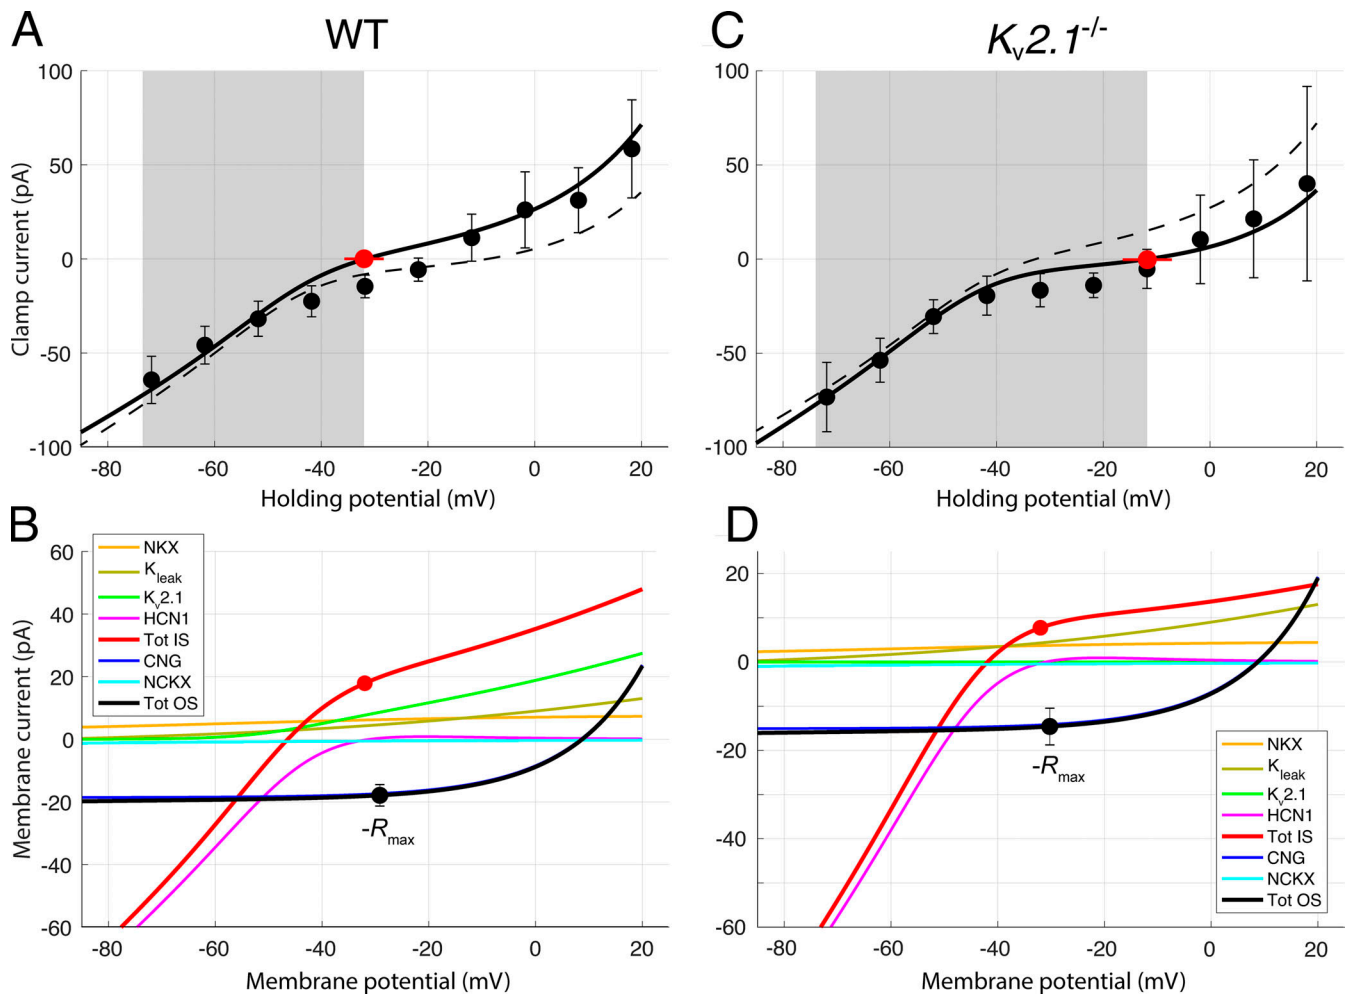 A
WT
C
Kv2.1-/-
Clamp current (pA)
100
50
0
-50
-100
-80
-60
-40
-20
0
20
Holding potential (mV)
100
50
0
-50
-100
-80
-60
-40
-20
0
20
Holding potential (mV)
B
Membrane current (pA)
60
40
20
0
-20
-40
-60
NKX
Kleak
Kv2.1
HCN1
Tot IS
CNG
NCKX
Tot OS
-Rmax
-80
-60
-40
-20
0
20
Membrane potential (mV)
D
20
0
-20
-40
-60
-Rmax
NKX
Kleak
Kv2.1
HCN1
Tot IS
CNG
NCKX
Tot OS
-80
-60
-40
-20
0
20
Membrane potential (mV)